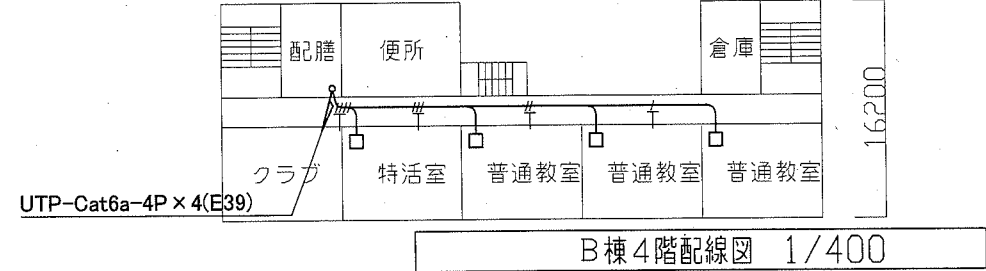 配膳 便所 倉庫
16200
クラブ 特活室 普通教室 普通教室 普通教室
UTP-Cat6a-4P×4(E39)
B棟4階配線図 1/400